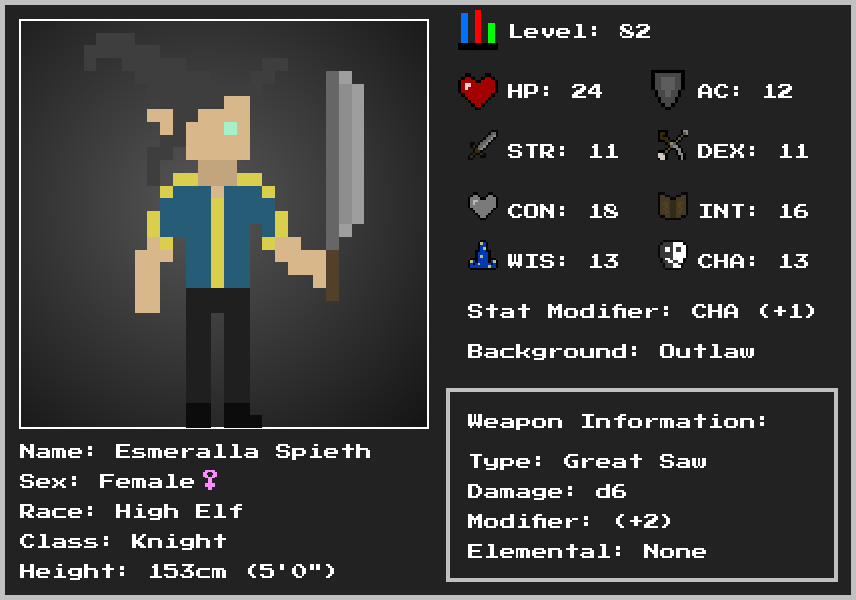 Level: 82
HP: 24
AC: 12
STR: 11
DEX: 11
CON: 18
INT: 16
WIS: 13
CHA: 13
Stat Modifier: CHA (+1)
Background: Outlaw
Weapon Information:
Type: Great Saw
Damage: d6
Modifier: (+2)
Elemental: None
Name: Esmeralla Spieth
Sex: Female♀
Race: High Elf
Class: Knight
Height: 153cm (5'0")